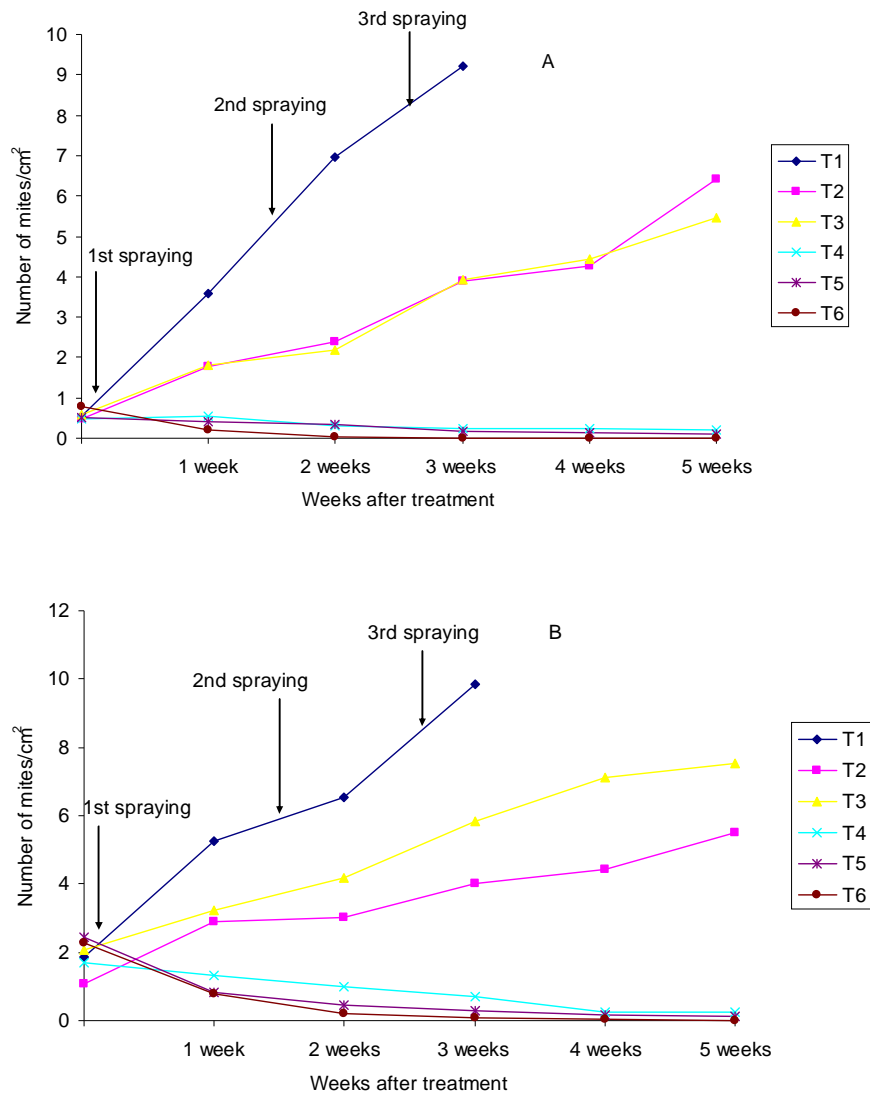 3rd spraying
A
10
9
8
7
6
5
4
3
2
1
0
2nd spraying
1st spraying
Number of mites/cm²
1 week 2 weeks 3 weeks 4 weeks 5 weeks
Weeks after treatment
T1
T2
T3
T4
T5
T6
3rd spraying
B
12
10
8
6
4
2
0
2nd spraying
1st spraying
Number of mites/cm²
1 week 2 weeks 3 weeks 4 weeks 5 weeks
Weeks after treatment
T1
T2
T3
T4
T5
T6